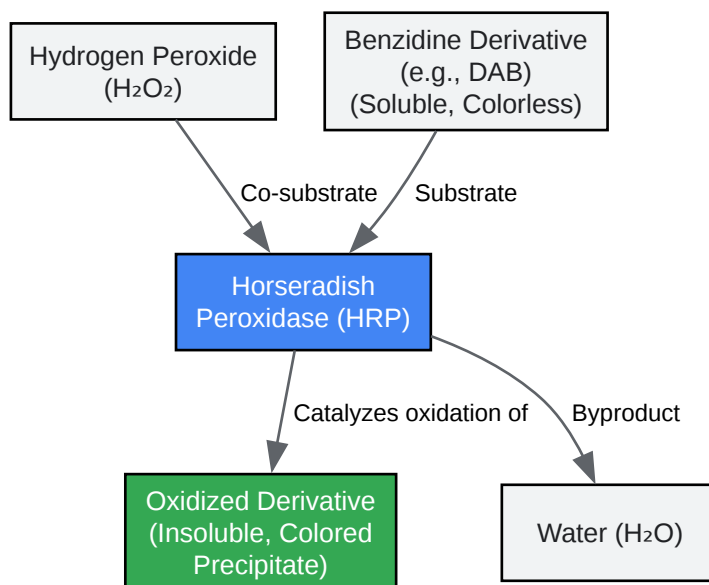 Hydrogen Peroxide
(H₂O₂)
Benzidine Derivative
(e.g., DAB)
(Soluble, Colorless)
Co-substrate
Substrate
Horseradish
Peroxidase (HRP)
Catalyzes oxidation of
Byproduct
Oxidized Derivative
(Insoluble, Colored
Precipitate)
Water (H₂O)